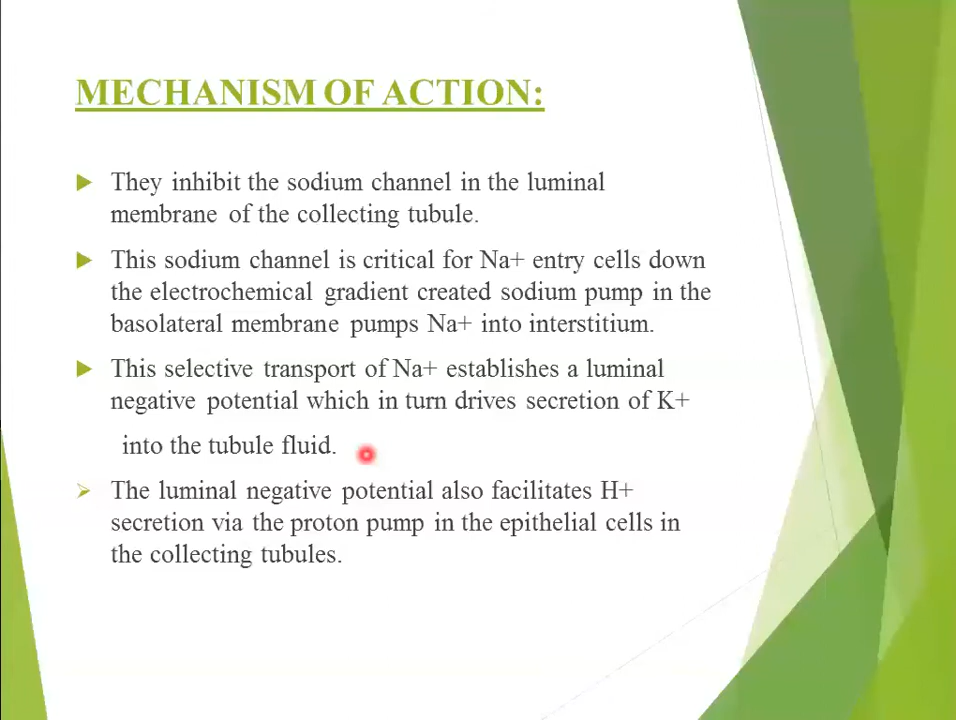 MECHANISM OF ACTION:
They inhibit the sodium channel in the luminal
membrane of the collecting tubule.
This sodium channel is critical for Na+ entry cells down
the electrochemical gradient created sodium pump in the
basolateral membrane pumps Na+ into interstitium.
This selective transport of Na+ establishes a luminal
negative potential which in turn drives secretion of K+
into the tubule fluid.
The luminal negative potential also facilitates H+
secretion via the proton pump in the epithelial cells in
the collecting tubules.